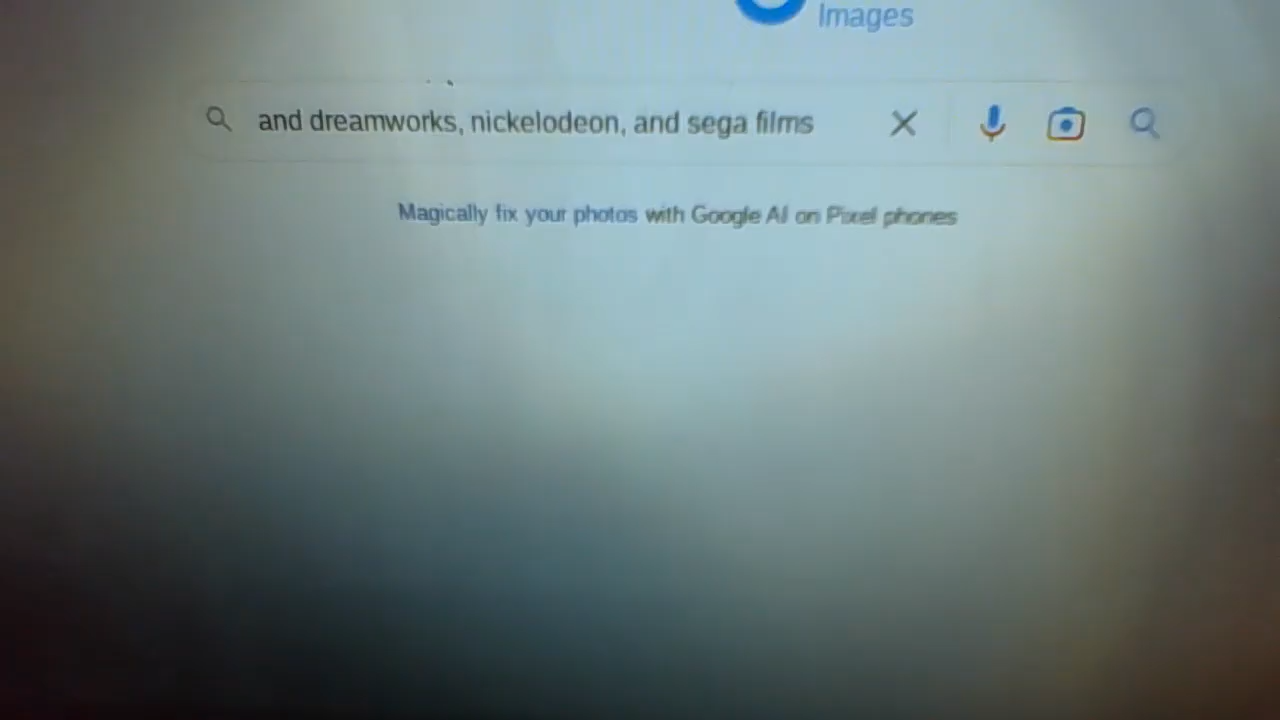 Images
and dreamworks, nickelodeon, and sega films
Magically fix your photos with Google AI on Pixel phones